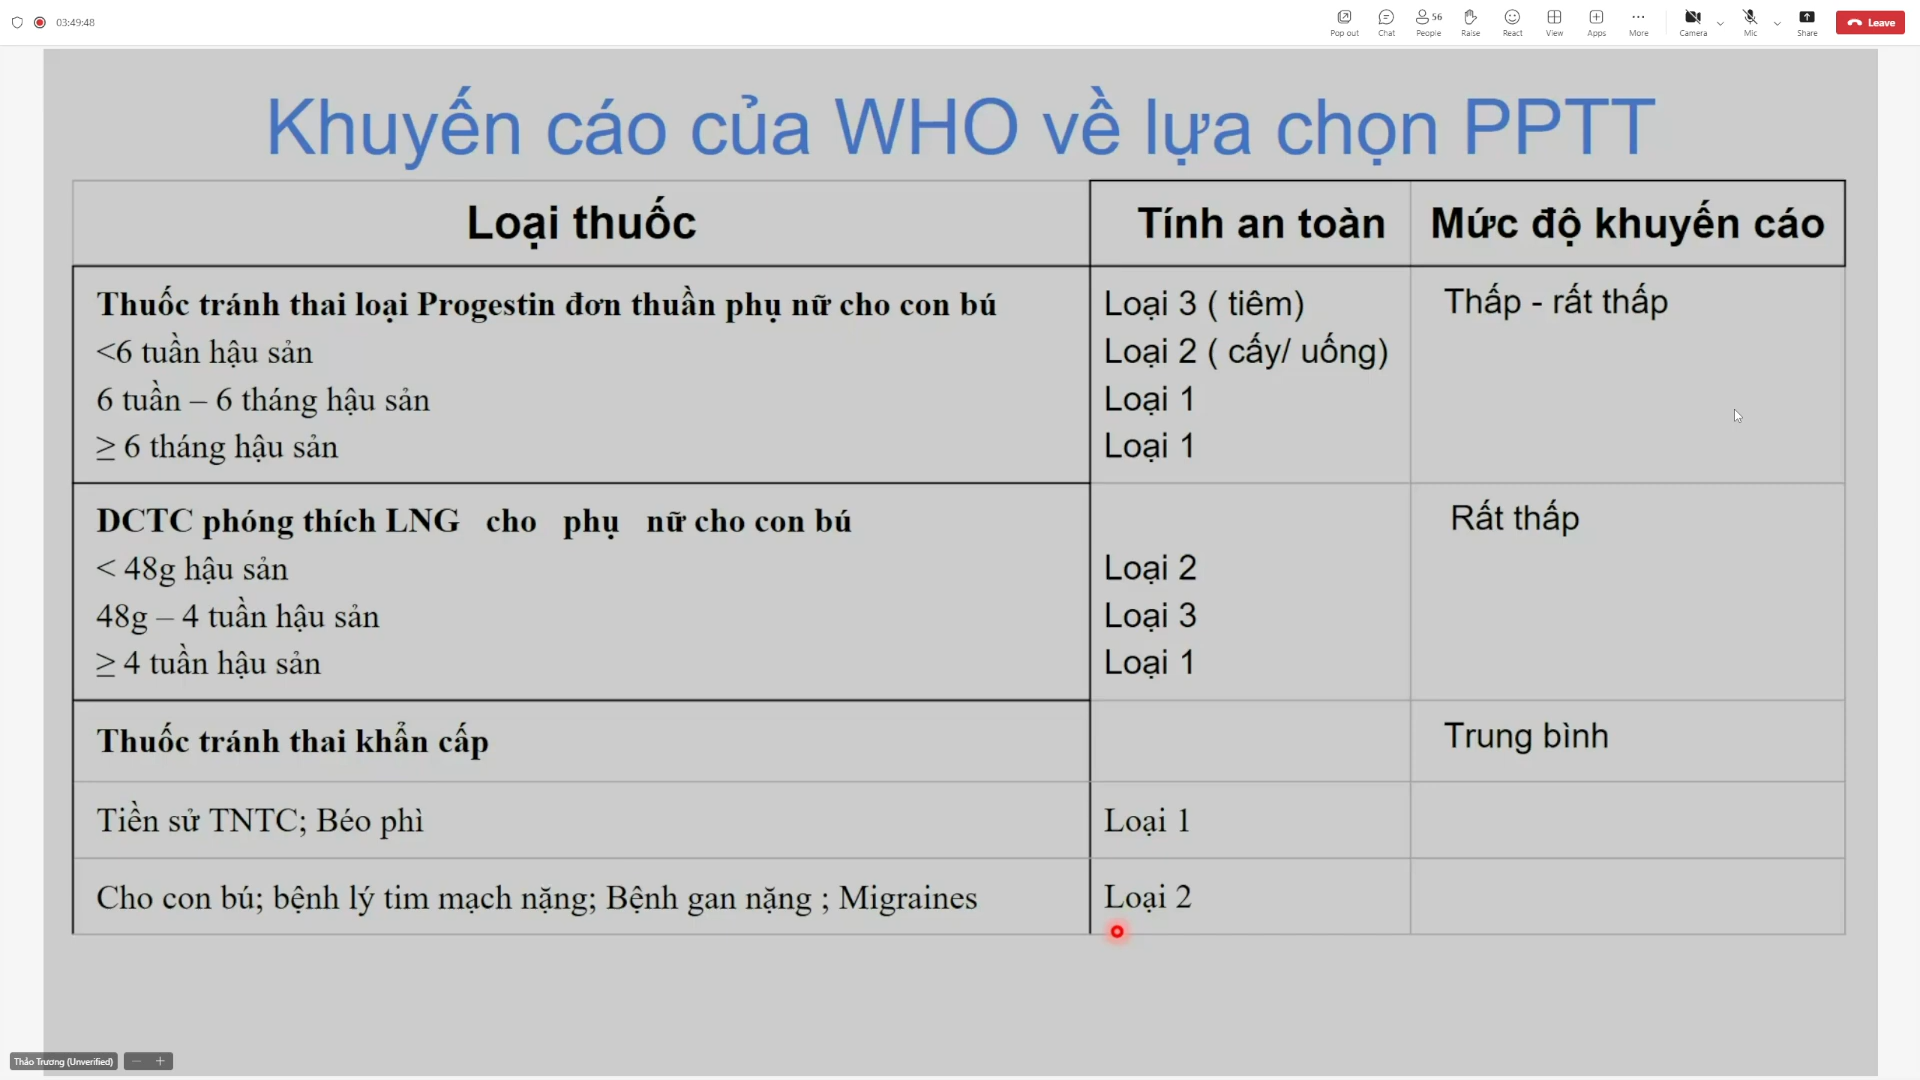 03:49:48
Pop out
Chat
56
People
Raise
React
View
Apps
More
Camera
Mic
Share
Leave
Khuyến cáo của WHO về lựa chọn PPTT
Loại thuốc Tính an toàn Mức độ khuyến cáo
Thuốc tránh thai loại Progestin đơn thuần phụ nữ cho con bú Loại 3 ( tiêm) Thấp - rất thấp
<6 tuần hậu sản Loại 2 ( cấy/ uống)
6 tuần – 6 tháng hậu sản Loại 1
≥ 6 tháng hậu sản Loại 1
DCTC phóng thích LNG cho phụ nữ cho con bú Rất thấp
< 48g hậu sản Loại 2
48g – 4 tuần hậu sản Loại 3
≥ 4 tuần hậu sản Loại 1
Thuốc tránh thai khẩn cấp Trung bình
Tiền sử TNTC; Béo phì Loại 1
Cho con bú; bệnh lý tim mạch nặng; Bệnh gan nặng ; Migraines Loại 2
Thảo Trương (Unverified)